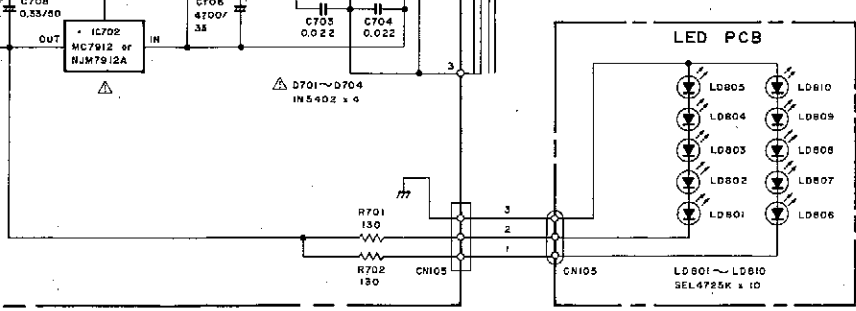 C708
0.33/50
C706
4700/
35
C703
0.022
C704
0.022
OUT
IC702
MC7912 or
NJM7912A
IN
3
D701~D704
IN5402 x 4
LED PCB
LD805
LD804
LD803
LD802
LD801
LD810
LD809
LD808
LD807
LD806
R701
130
R702
130
3
2
1
CN105
CN105
LD801~LD810
SEL4725K x 10